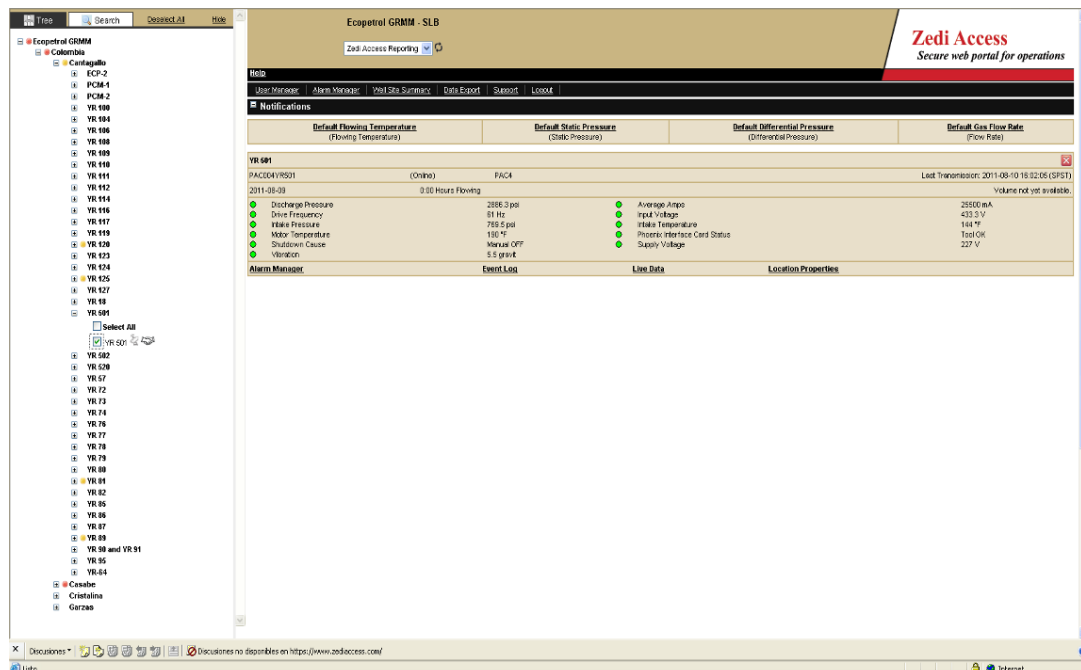 Tree
Search
Deselect All
Hide
Ecopetrol GRMM
Colombia
Cantagallo
ECP-2
PCM-1
PCM-2
YR 100
YR 104
YR 106
YR 108
YR 109
YR 110
YR 111
YR 112
YR 114
YR 116
YR 117
YR 119
YR 120
YR 123
YR 124
YR 125
YR 127
YR 18
YR 501
Select All
YR 501
YR 502
YR 520
YR 57
YR 72
YR 73
YR 74
YR 76
YR 77
YR 78
YR 79
YR 80
YR 81
YR 82
YR 85
YR 86
YR 87
YR 89
YR 90 and YR 91
YR 95
YR-64
Casabe
Cristalina
Garzas
Ecopetrol GRMM - SLB
Zedi Access Reporting
Zedi Access
Secure web portal for operations
Help
User Manager | Alarm Manager | Well Site Summary | Data Export | Support | Logout
Notifications
Default Flowing Temperature Default Static Pressure Default Differential Pressure Default Gas Flow Rate
(Flowing Temperature) (Static Pressure) (Differential Pressure) (Flow Rate)
YR 501
PAC004YR501 (Online) PAC4 Last Transmission: 2011-08-10 16:02:06 (SPST)
2011-08-09 0:00 Hours Flowing Volume not yet available.
Discharge Pressure 2886.3 psi Average Amps 25500 mA
Drive Frequency 61 Hz Input Voltage 433.3 V
Intake Pressure 769.5 psi Intake Temperature 144 °F
Motor Temperature 190 °F Phoenix Interface Card Status Tool OK
Shutdown Cause Manual OFF Supply Voltage 227 V
Vibration 5.5 gravit
Alarm Manager Event Log Live Data Location Properties
Discusiones
Discusiones no disponibles en https://www.zediaccess.com/
Listo Internet